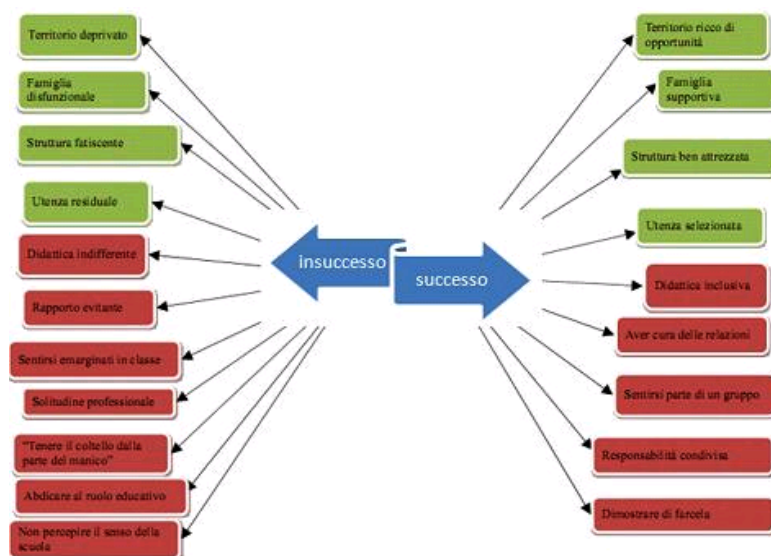 Territorio deprivato
Famiglia
disfunzionale
Struttura fatiscente
Utenza residuale
Didattica indifferente
Rapporto evitante
Sentirsi emarginati in classe
Solitudine professionale
"Tenere il coltello dalla
parte del manico"
Abdicare al ruolo educativo
Non percepire il senso della
scuola
insuccesso
successo
Territorio ricco di
opportunità
Famiglia
supportiva
Struttura ben attrezzata
Utenza selezionata
Didattica inclusiva
Aver cura delle relazioni
Sentirsi parte di un gruppo
Responsabilità condivisa
Dimostrare di farcela